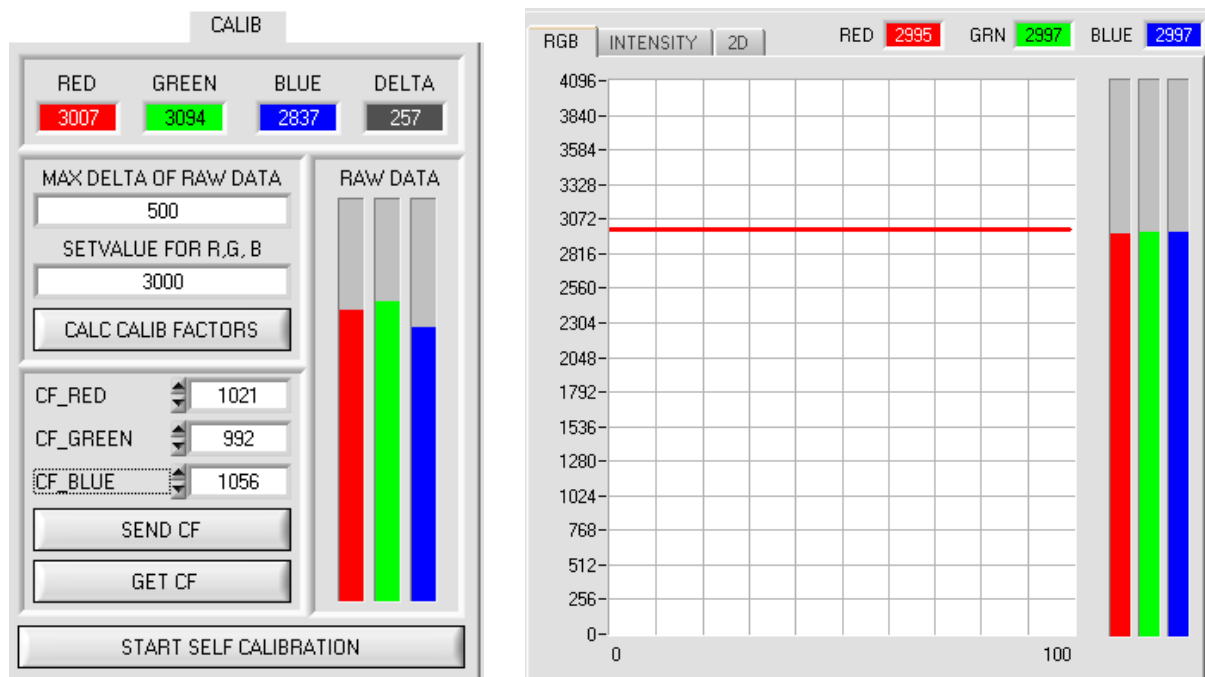 CALIB
RED GREEN BLUE DELTA
3007 3094 2837 257
MAX DELTA OF RAW DATA
500
SETVALUE FOR R,G, B
3000
CALC CALIB FACTORS
CF_RED 1021
CF_GREEN 992
CF_BLUE 1056
SEND CF
GET CF
RAW DATA
START SELF CALIBRATION
RGB INTENSITY 2D RED 2995 GRN 2997 BLUE 2997
4096
3840
3584
3328
3072
2816
2560
2304
2048
1792
1536
1280
1024
768
512
256
0
0 100